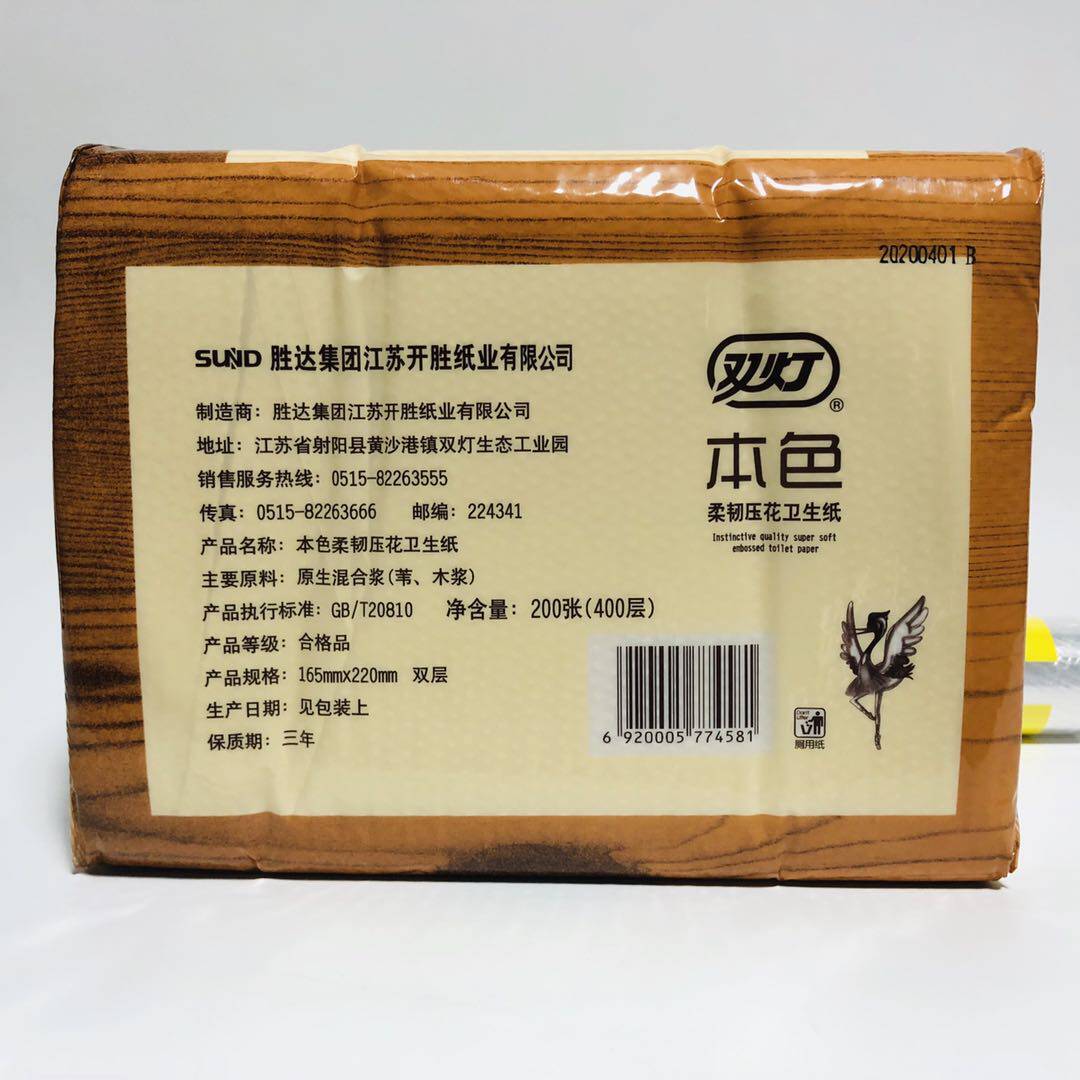 20200401 B
SUND 胜达集团江苏开胜纸业有限公司
制造商：胜达集团江苏开胜纸业有限公司
地址：江苏省射阳县黄沙港镇双灯生态工业园
销售服务热线：0515-82263555
传真：0515-82263666 邮编：224341
产品名称：本色柔韧压花卫生纸
主要原料：原生混合浆(苇、木浆)
产品执行标准：GB/T20810 净含量：200张(400层)
产品等级：合格品
产品规格：165mmx220mm 双层
生产日期：见包装上
保质期：三年
双灯®
本色
柔韧压花卫生纸
Instinctive quality super soft
embossed toilet paper
6 920005 774581
Don't
Litter
厕用纸